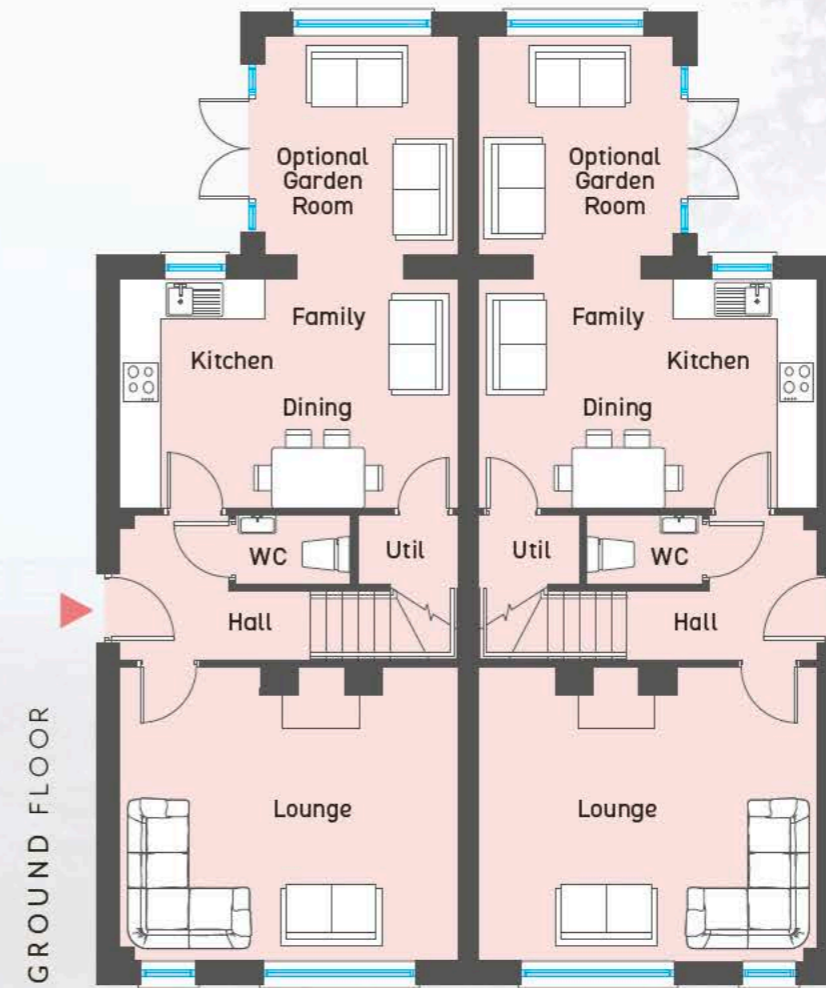 Optional
Garden
Room
Optional
Garden
Room
Family
Family
Kitchen
Kitchen
Dining
Dining
WC
Util
Util
WC
Hall
Hall
Lounge
Lounge
GROUND FLOOR